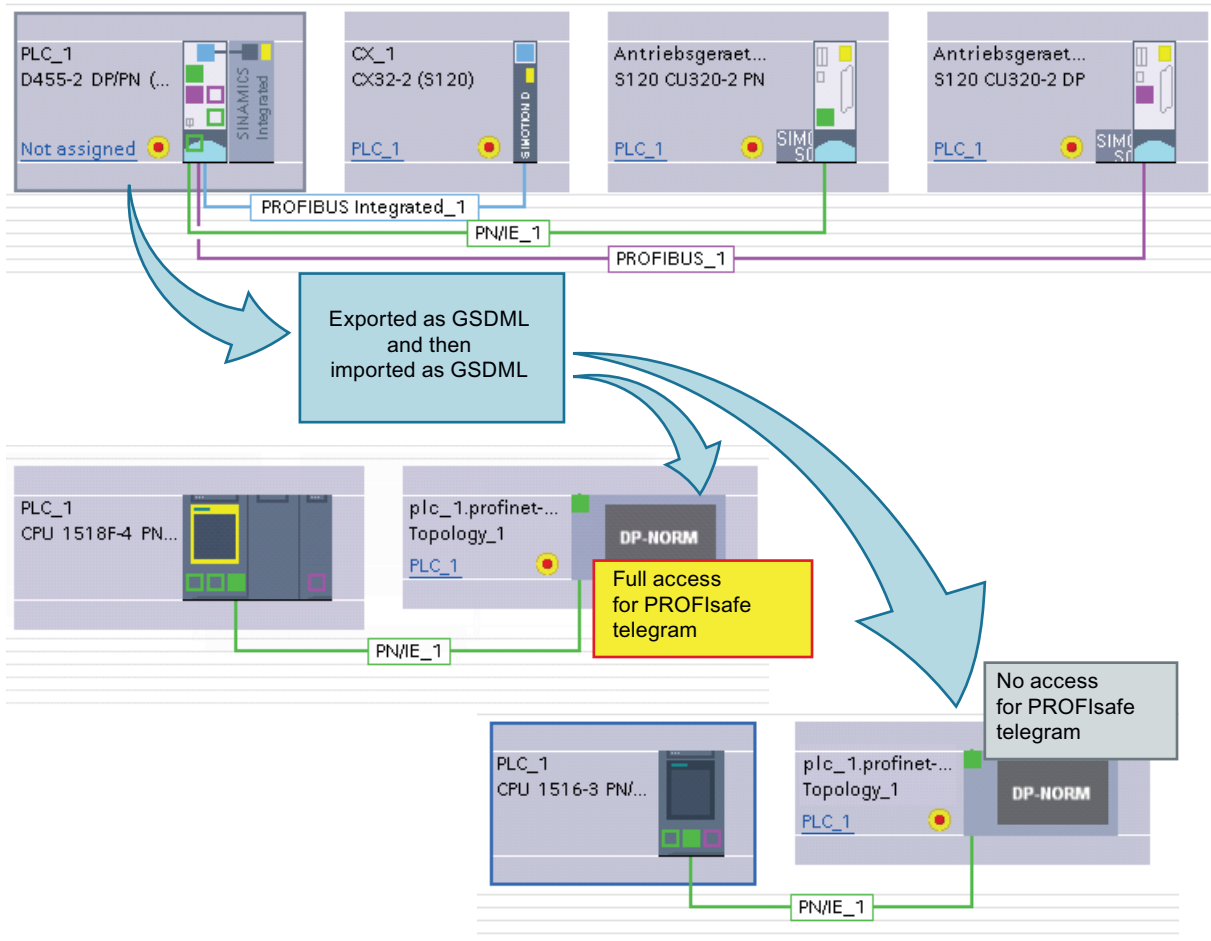 PLC_1
D455-2 DP/PN (...
Not assigned
SINAMICS
Integrated
CX_1
CX32-2 (S120)
PLC_1
SIMOTION D
Antriebsgeraet...
S120 CU320-2 PN
PLC_1
Antriebsgeraet...
S120 CU320-2 DP
PLC_1
PROFIBUS Integrated_1
PN/IE_1
PROFIBUS_1
Exported as GSDML
and then
imported as GSDML
PLC_1
CPU 1518F-4 PN...
plc_1.profinet-...
Topology_1
PLC_1
DP-NORM
Full access
for PROFIsafe
telegram
PN/IE_1
No access
for PROFIsafe
telegram
PLC_1
CPU 1516-3 PN/...
plc_1.profinet-...
Topology_1
PLC_1
DP-NORM
PN/IE_1